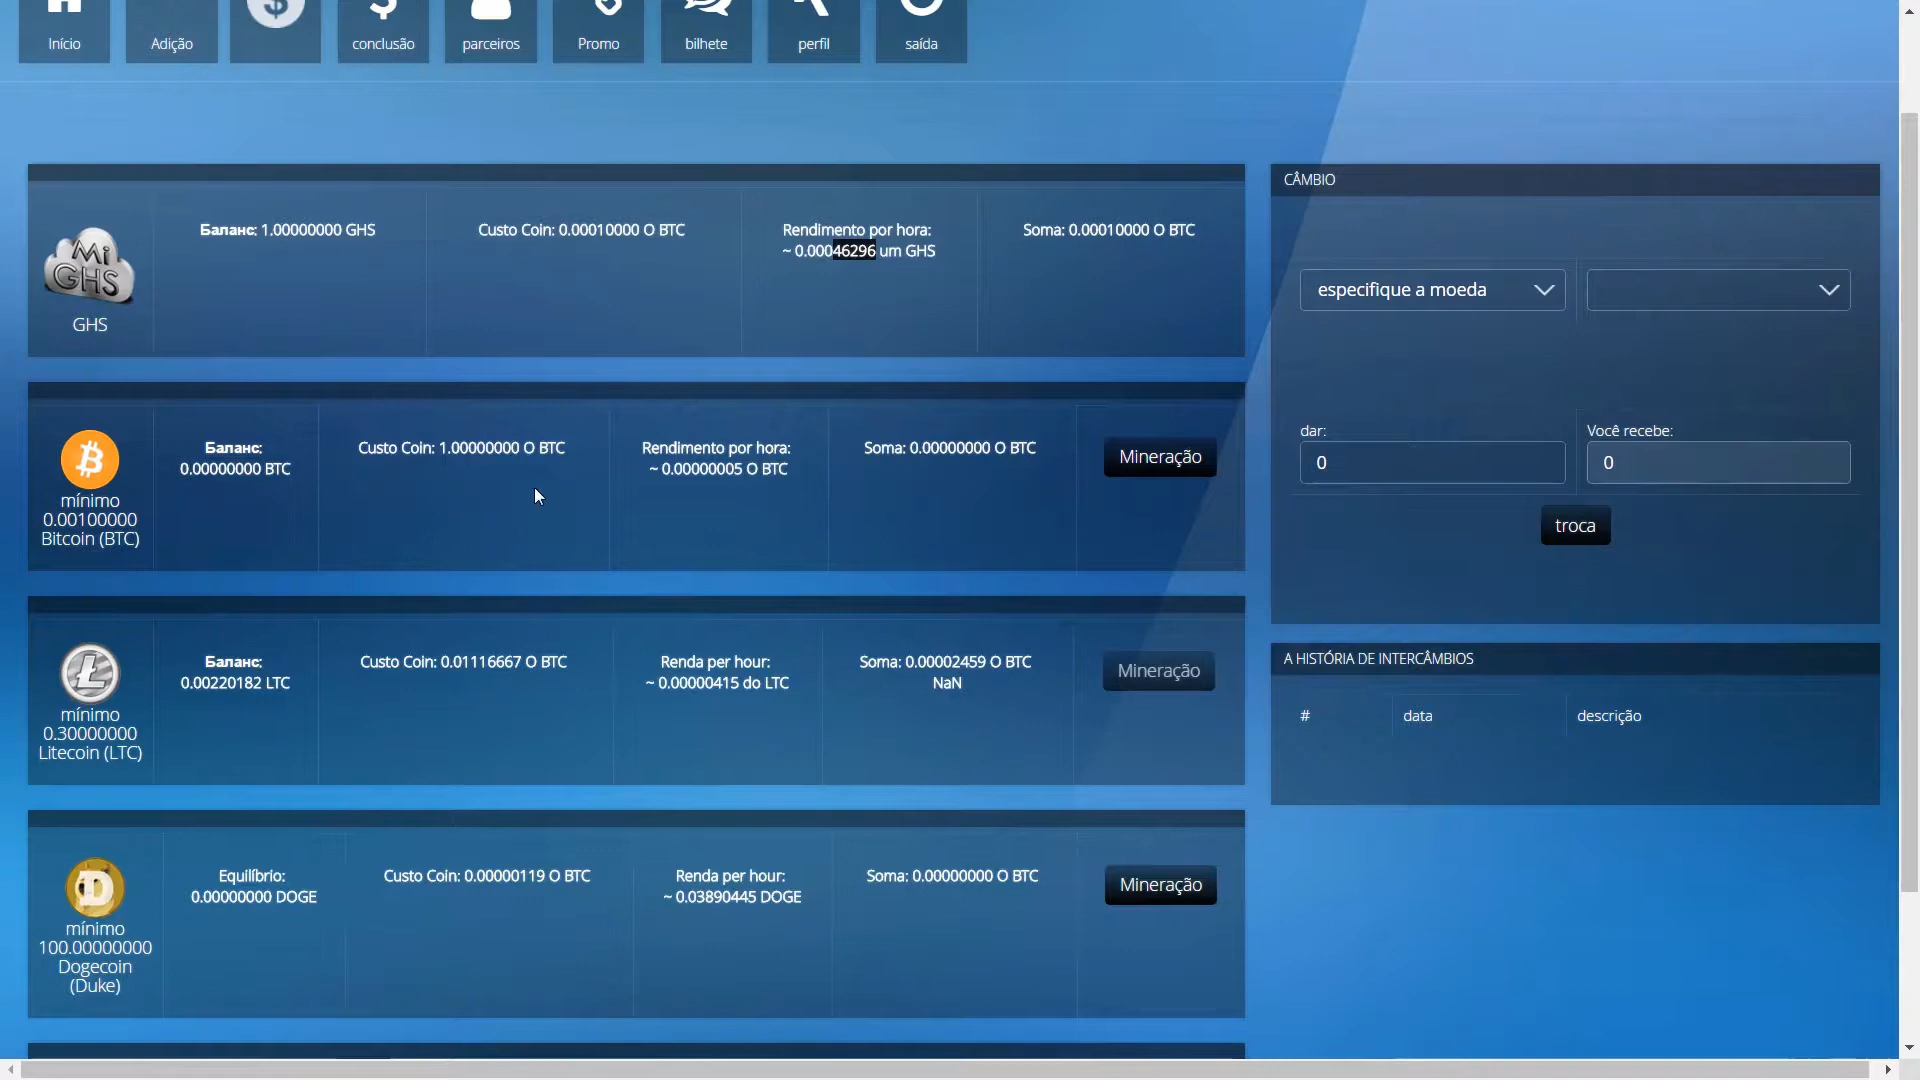 Início
Adição
conclusão
parceiros
Promo
bilhete
perfil
saída
Mi
GHS
GHS
Баланс: 1.00000000 GHS
Custo Coin: 0.00010000 O BTC
Rendimento por hora:
~ 0.00046296 um GHS
Soma: 0.00010000 O BTC
mínimo
0.00100000
Bitcoin (BTC)
Баланс:
0.00000000 BTC
Custo Coin: 1.00000000 O BTC
Rendimento por hora:
~ 0.00000005 O BTC
Soma: 0.00000000 O BTC
Mineração
mínimo
0.30000000
Litecoin (LTC)
Баланс:
0.00220182 LTC
Custo Coin: 0.01116667 O BTC
Renda per hour:
~ 0.00000415 do LTC
Soma: 0.00002459 O BTC
NaN
Mineração
mínimo
100.00000000
Dogecoin
(Duke)
Equilíbrio:
0.00000000 DOGE
Custo Coin: 0.00000119 O BTC
Renda per hour:
~ 0.03890445 DOGE
Soma: 0.00000000 O BTC
Mineração
CÂMBIO
especifique a moeda
dar:
Você recebe:
0
0
troca
A HISTÓRIA DE INTERCÂMBIOS
# data descrição